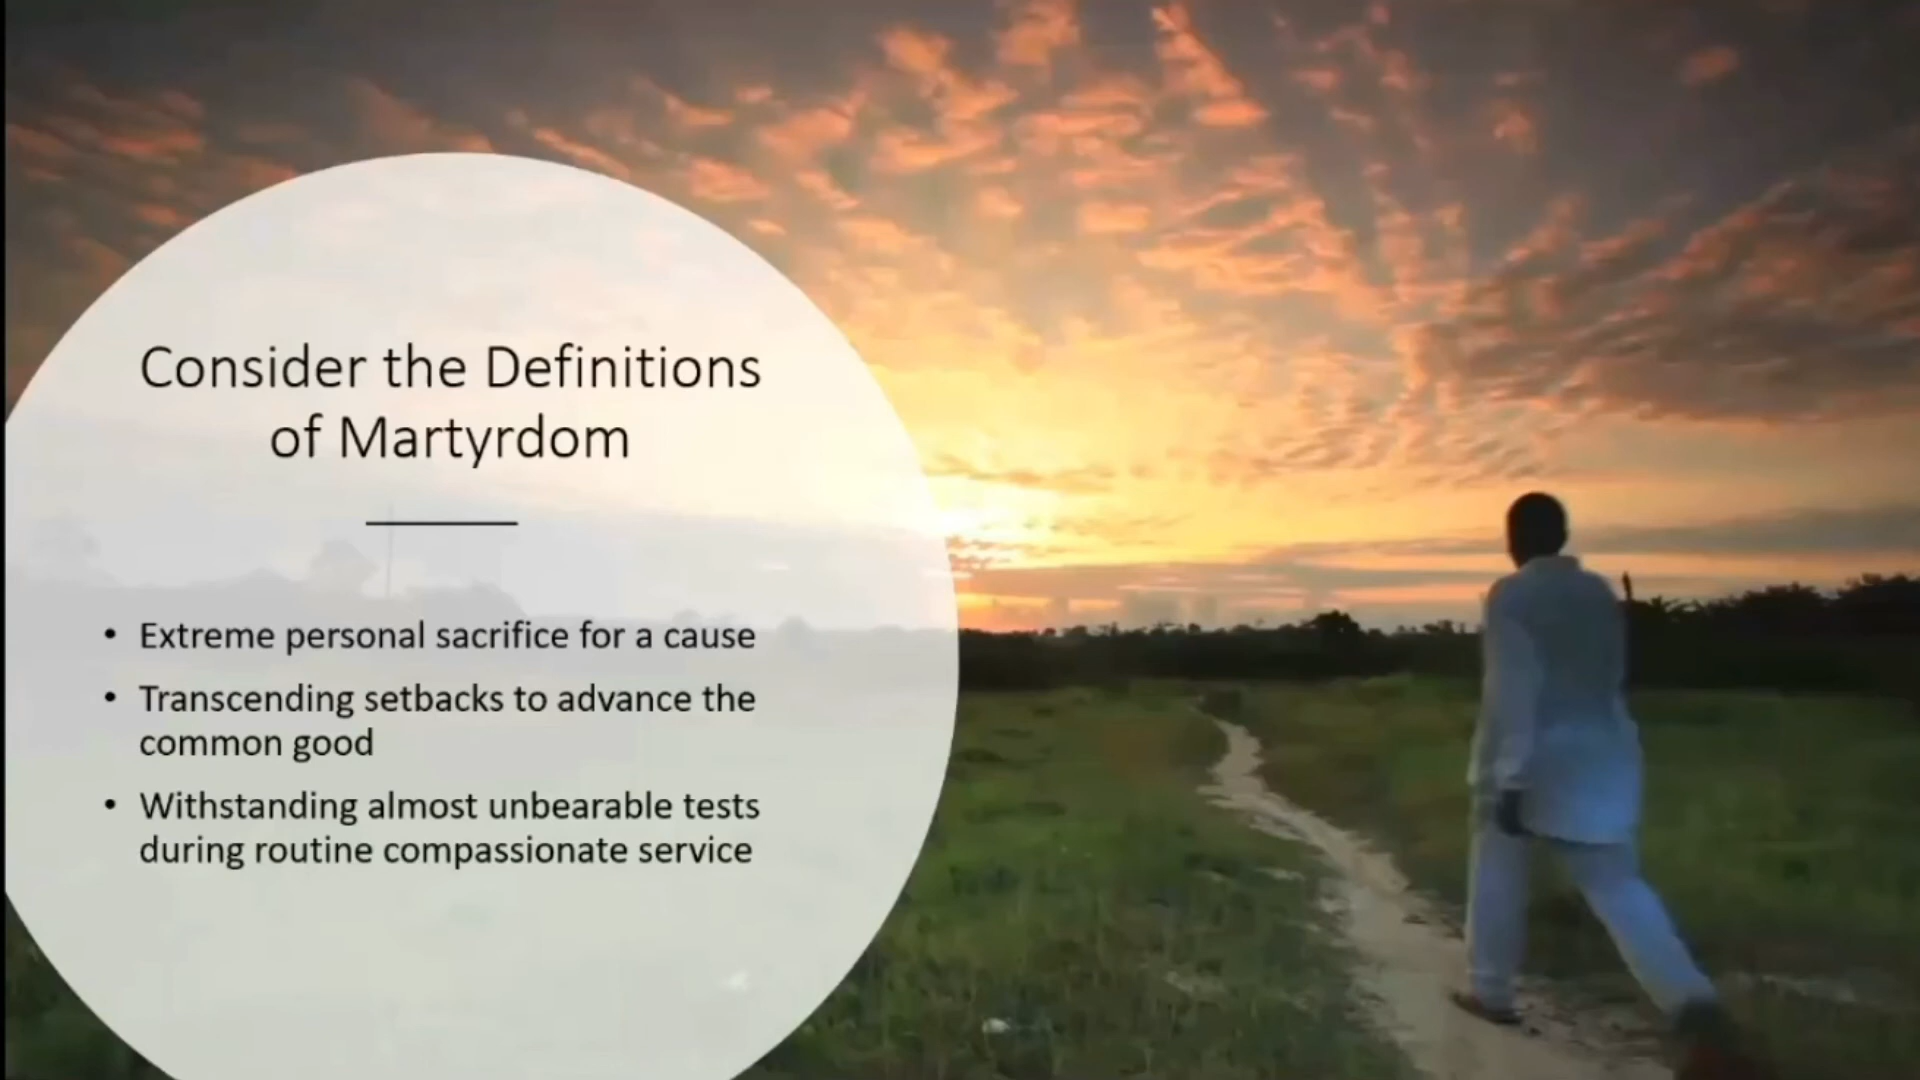 Consider the Definitions
of Martyrdom
• Extreme personal sacrifice for a cause
• Transcending setbacks to advance the
common good
• Withstanding almost unbearable tests
during routine compassionate service